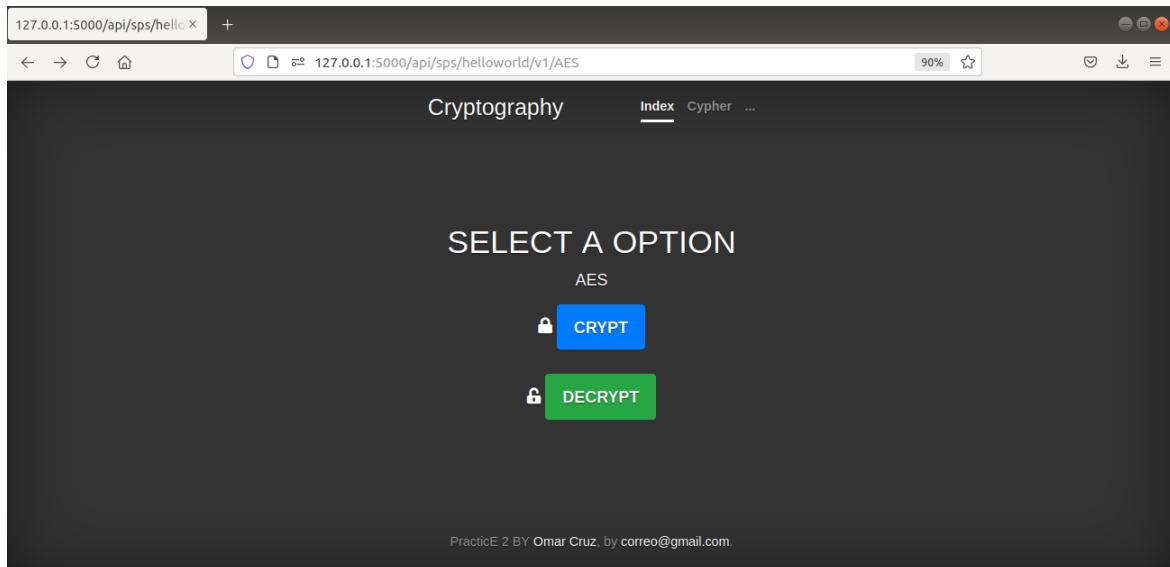 127.0.0.1:5000/api/sps/hello
127.0.0.1:5000/api/sps/helloworld/v1/AES 90%
Cryptography Index Cypher ...
SELECT A OPTION
AES
CRYPT
DECRYPT
PracticE 2 BY Omar Cruz, by correo@gmail.com.